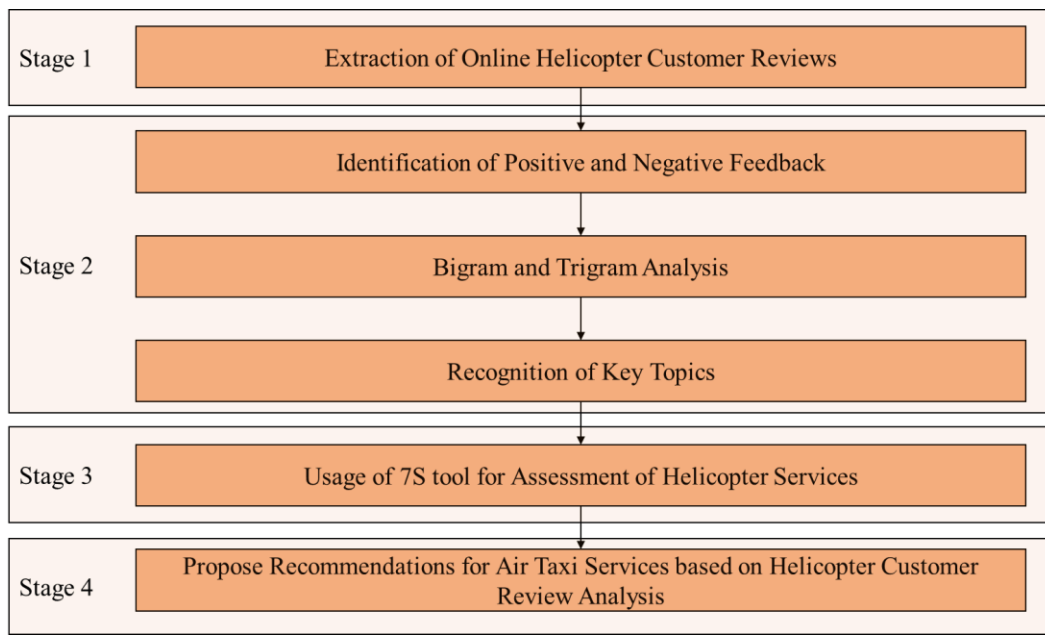 Stage 1
Extraction of Online Helicopter Customer Reviews
Identification of Positive and Negative Feedback
Stage 2
Bigram and Trigram Analysis
Recognition of Key Topics
Stage 3
Usage of 7S tool for Assessment of Helicopter Services
Stage 4
Propose Recommendations for Air Taxi Services based on Helicopter Customer
Review Analysis